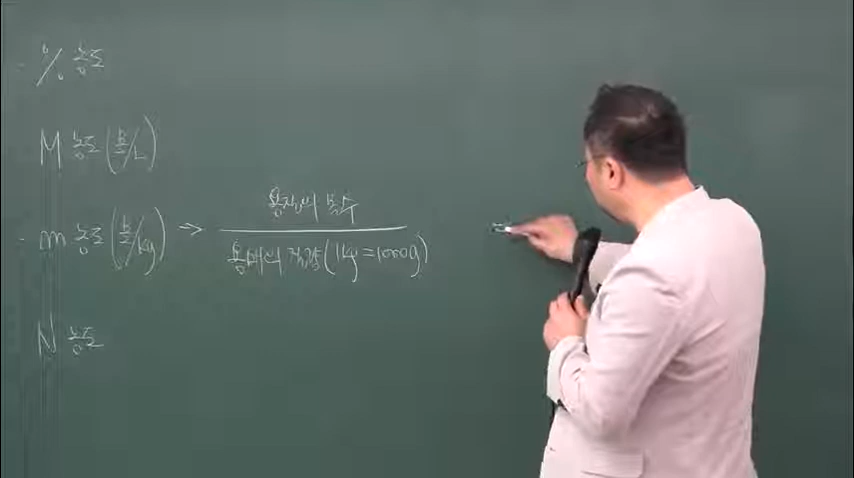 % 농도
M 농도 (몰/L)
m 농도 (몰/kg) → 용질의 몰수
용매의 질량 (1kg = 1000g)
N 농도